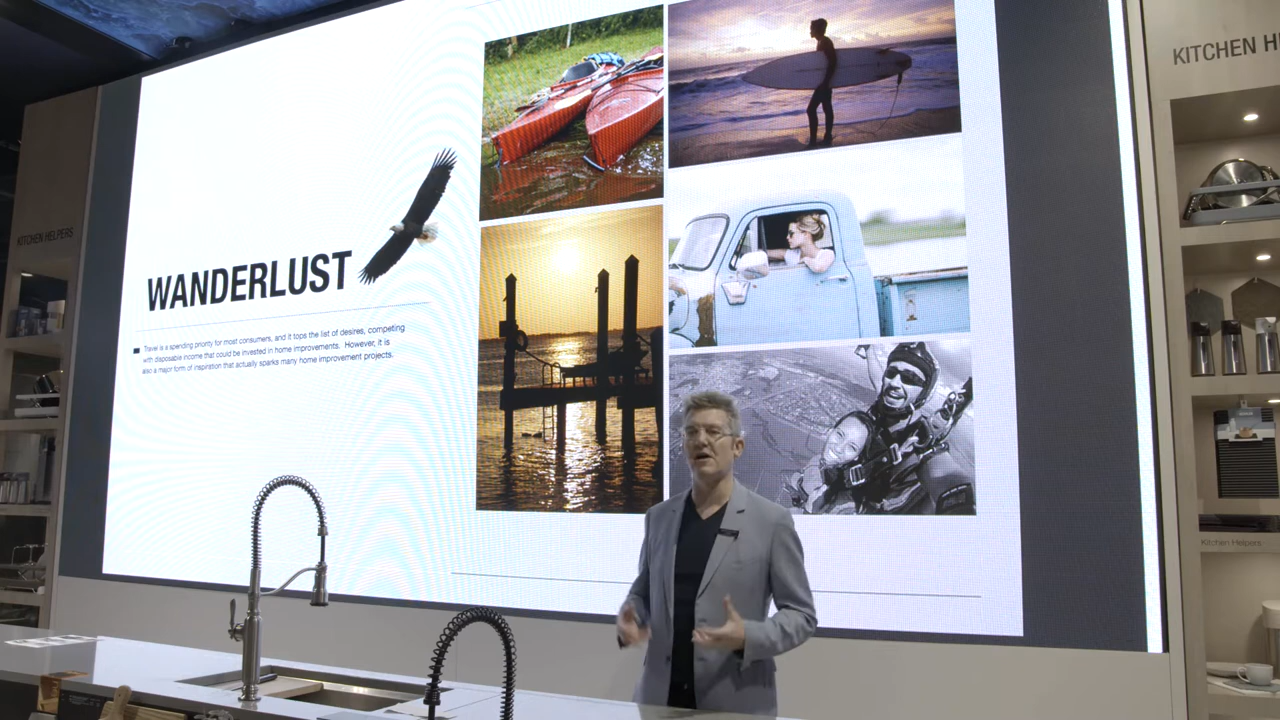 KITCHEN H
KITCHEN HELPERS
WANDERLUST
Travel is a spending priority for most consumers, and it tops the list of desires, competing
with disposable income that could be invested in home improvements. However, it is
also a major form of inspiration that actually sparks many home improvement projects.
Kitchen Helpers